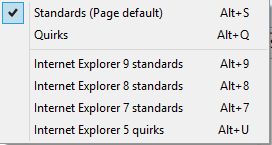 Standards (Page default) Alt+S
Quirks Alt+Q
Internet Explorer 9 standards Alt+9
Internet Explorer 8 standards Alt+8
Internet Explorer 7 standards Alt+7
Internet Explorer 5 quirks Alt+U